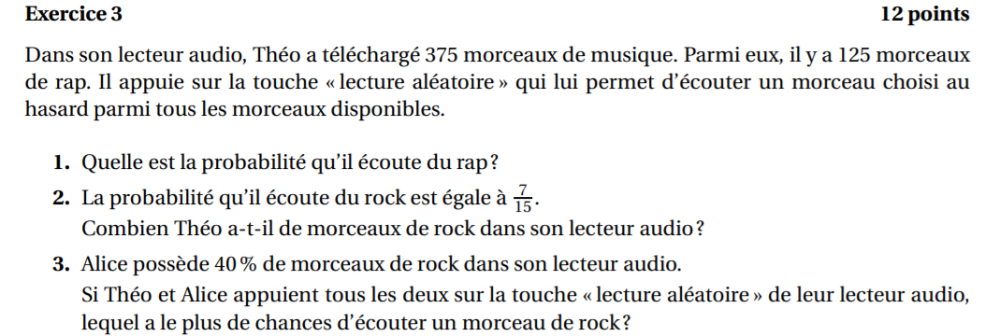 Exercice 3 12 points
Dans son lecteur audio, Théo a téléchargé 375 morceaux de musique. Parmi eux, il y a 125 morceaux
de rap. Il appuie sur la touche « lecture aléatoire » qui lui permet d’écouter un morceau choisi au
hasard parmi tous les morceaux disponibles.
1. Quelle est la probabilité qu’il écoute du rap ?
2. La probabilité qu’il écoute du rock est égale à 7/15.
Combien Théo a-t-il de morceaux de rock dans son lecteur audio ?
3. Alice possède 40 % de morceaux de rock dans son lecteur audio.
Si Théo et Alice appuient tous les deux sur la touche « lecture aléatoire » de leur lecteur audio,
lequel a le plus de chances d’écouter un morceau de rock ?